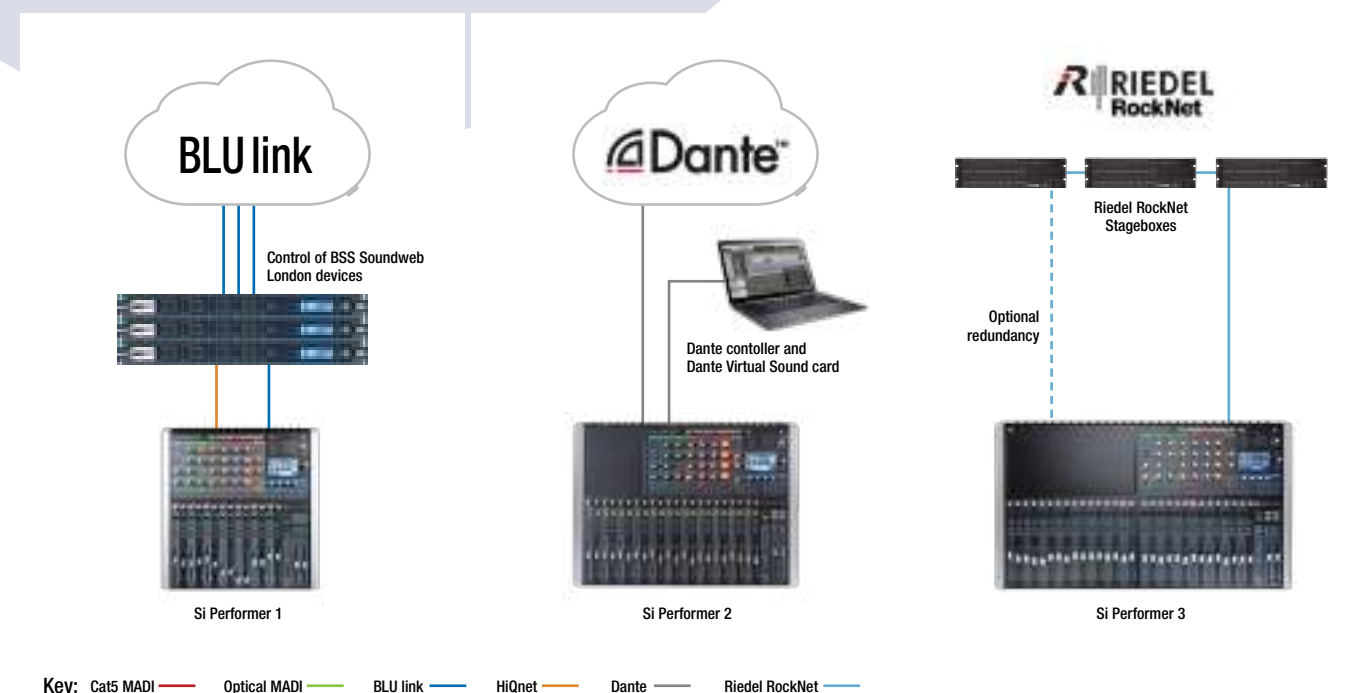 BLU link
Control of BSS Soundweb
London devices
Si Performer 1
Dante™
Dante contoller and
Dante Virtual Sound card
Si Performer 2
RIEDEL
RockNet
Riedel RockNet
Stageboxes
Optional
redundancy
Si Performer 3
Key: Cat5 MADI Optical MADI BLU link HiQnet Dante Riedel RockNet